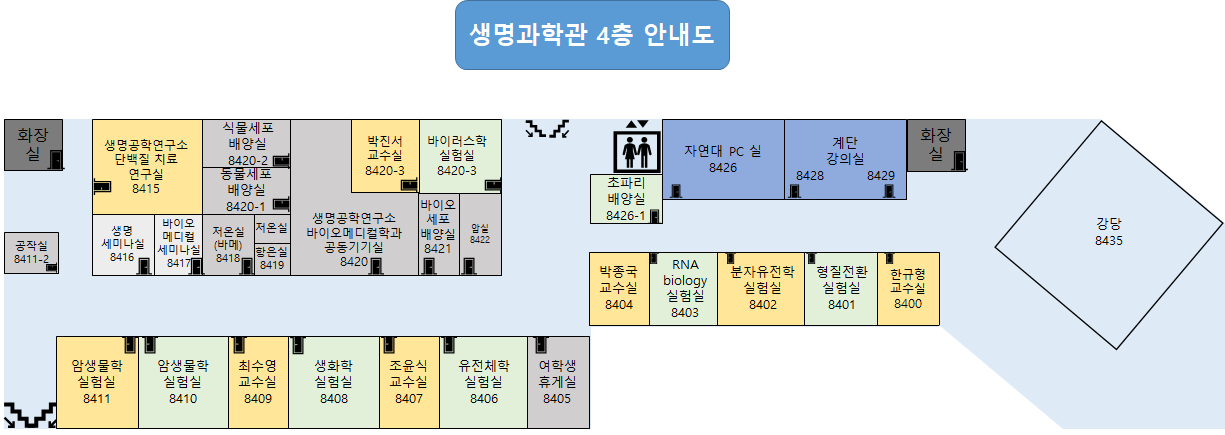 생명과학관 4층 안내도
화장
실
생명공학연구소
단백질 치료
연구실
8415
식물세포
배양실
8420-2
동물세포
배양실
8420-1
박진서
교수실
8420-3
바이러스학
실험실
8420-3
초파리
배양실
8426-1
자연대 PC 실
8426
계단
강의실
8428
8429
화장
실
강당
8435
공작실
8411-2
생명
세미나실
8416
바이오
메디컬
세미나실
8417
저온실
(바메)
8418
저온실
항은실
8419
생명공학연구소
바이오메디컬학과
공동기기실
8420
바이오
세포
배양실
8421
암실
8422
박종국
교수실
8404
RNA
biology
실험실
8403
분자유전학
실험실
8402
형질전환
실험실
8401
한규형
교수실
8400
암생물학
실험실
8411
암생물학
실험실
8410
최수영
교수실
8409
생화학
실험실
8408
조윤식
교수실
8407
유전체학
실험실
8406
여학생
휴게실
8405